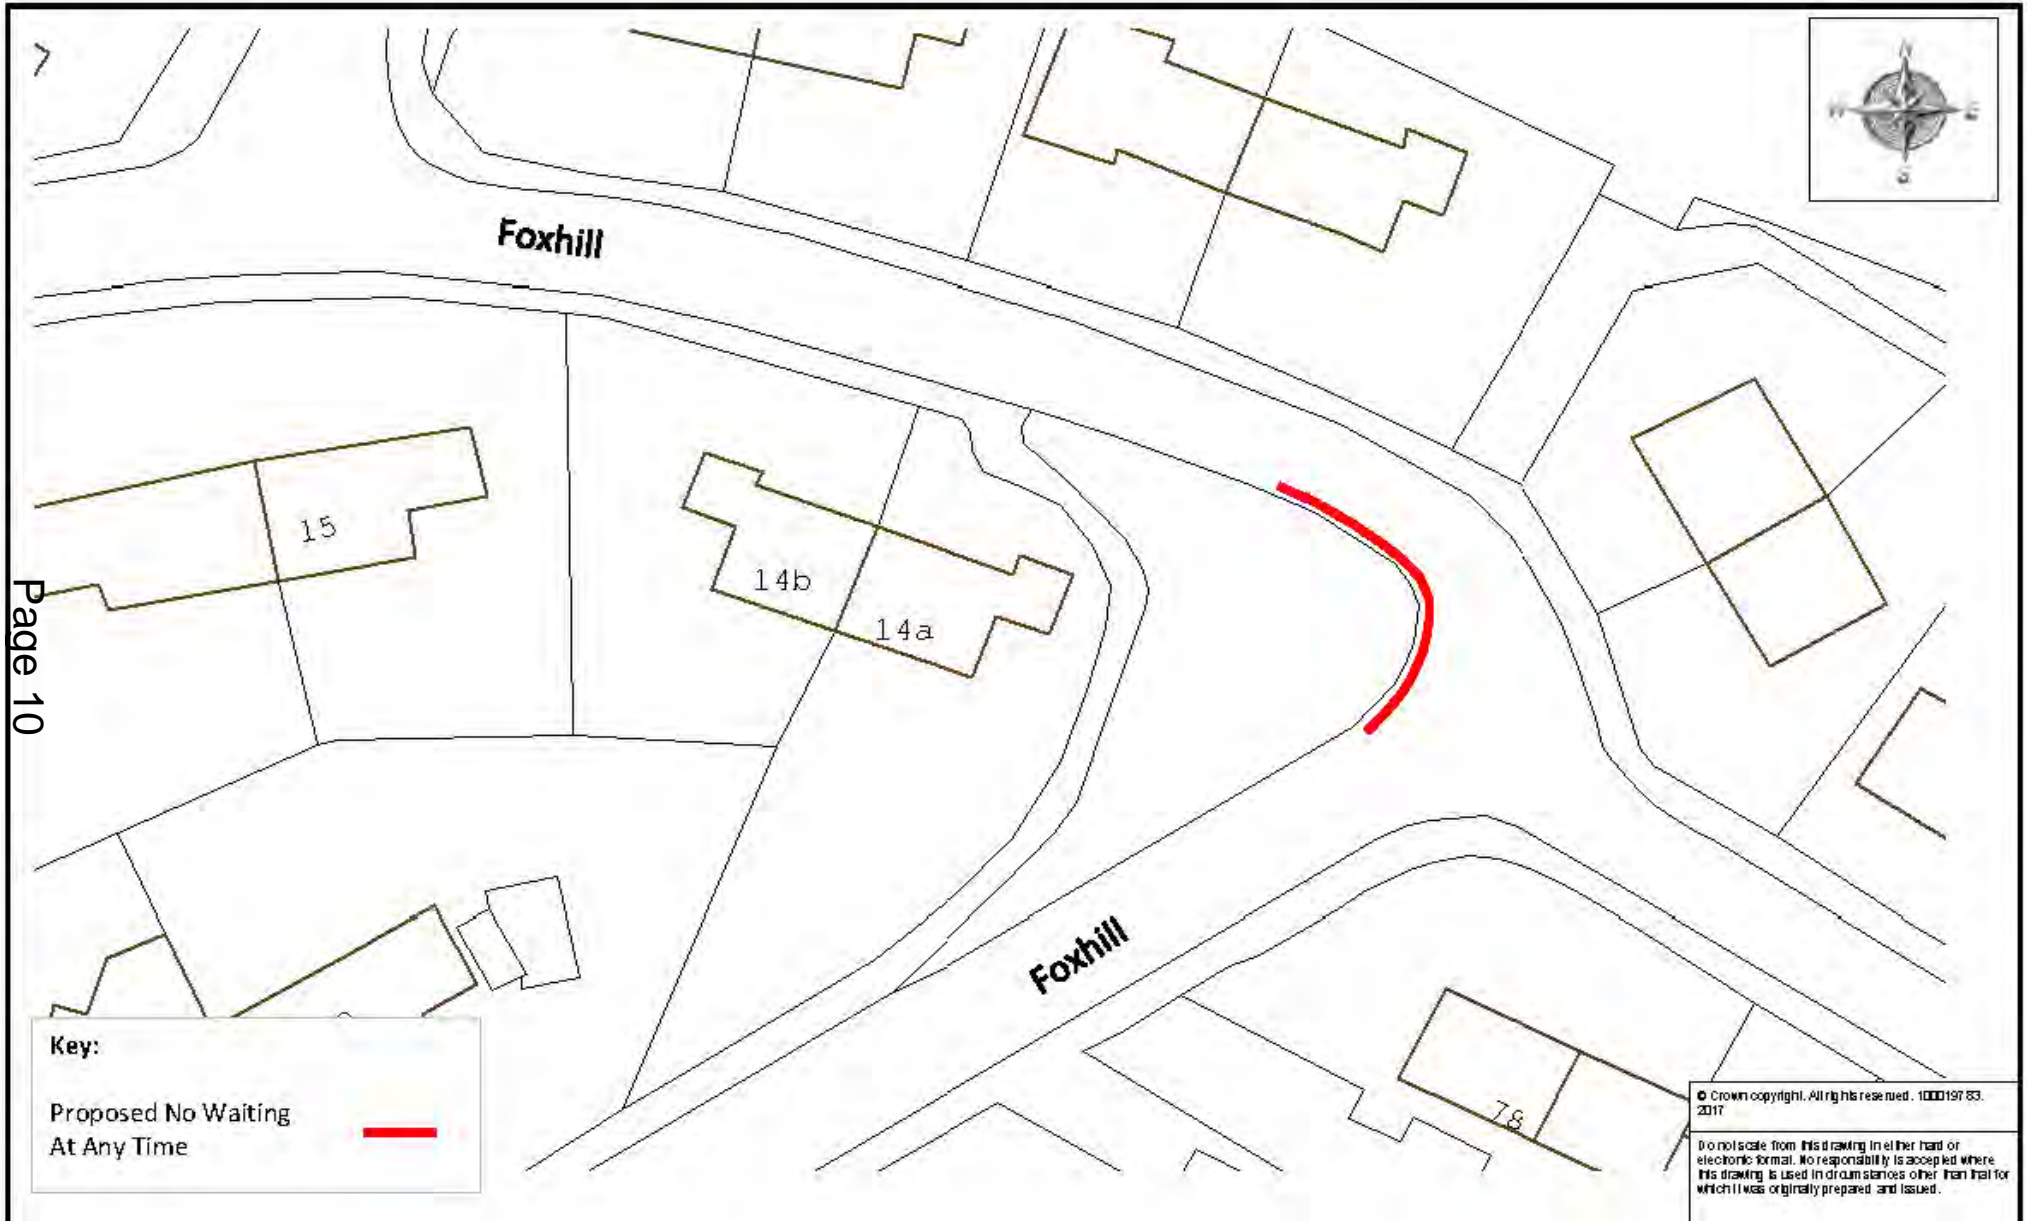 N
E
S
Foxhill
15
14b
14a
Page 10
Foxhill
78
Key:
Proposed No Waiting
At Any Time
© Crown copyright. All rights reserved. 100019783.
2017
Do not scale from this drawing in either hard or
electronic format. No responsibility is accepted where
this drawing is used in circumstances other than that for
which it was originally prepared and issued.